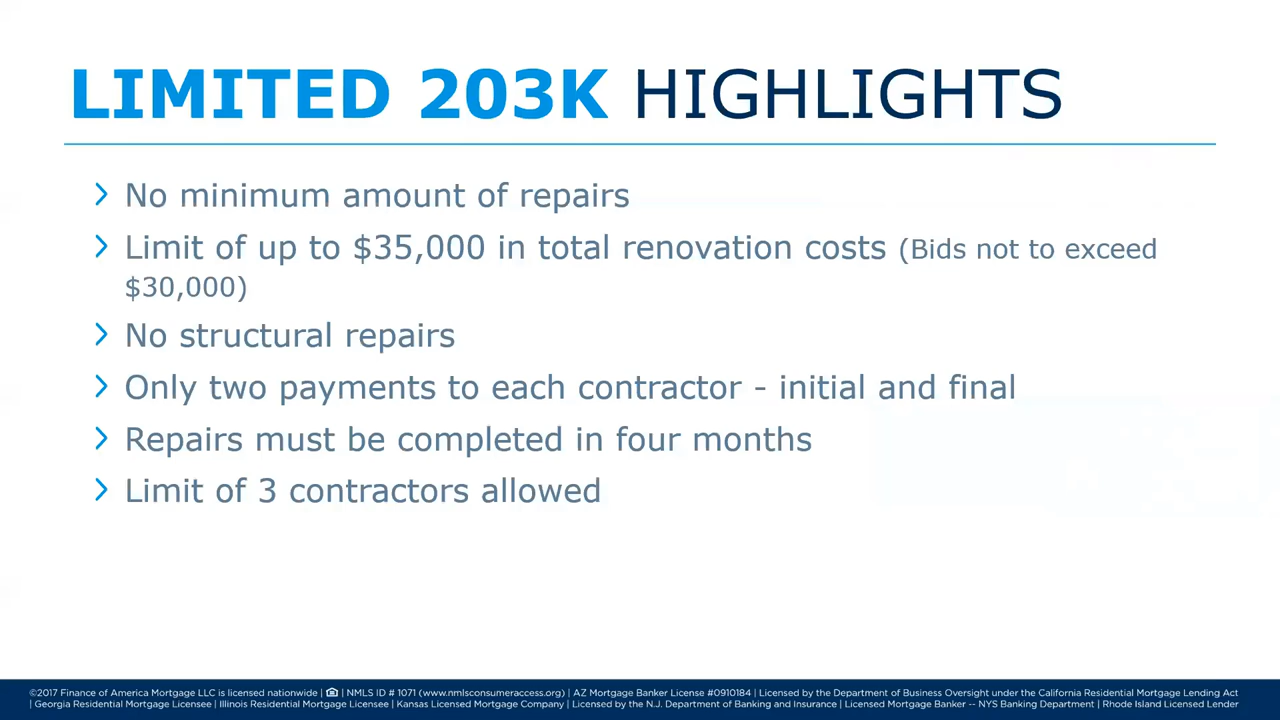 LIMITED 203K HIGHLIGHTS
No minimum amount of repairs
Limit of up to $35,000 in total renovation costs (Bids not to exceed
$30,000)
No structural repairs
Only two payments to each contractor - initial and final
Repairs must be completed in four months
Limit of 3 contractors allowed
©2017 Finance of America Mortgage LLC is licensed nationwide | | NMLS ID # 1071 (www.nmlsconsumeraccess.org) | AZ Mortgage Banker License #0910184 | Licensed by the Department of Business Oversight under the California Residential Mortgage Lending Act
| Georgia Residential Mortgage Licensee | Illinois Residential Mortgage Licensee | Kansas Licensed Mortgage Company | Licensed by the N.J. Department of Banking and Insurance | Licensed Mortgage Banker -- NYS Banking Department | Rhode Island Licensed Lender